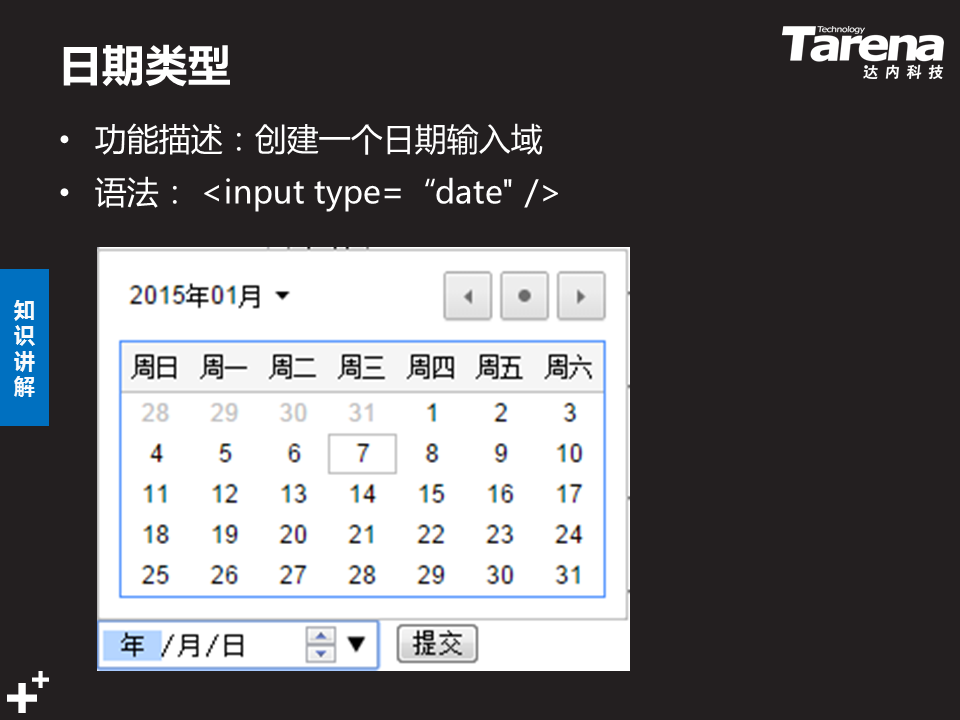 日期类型
Technology
Tarena
达内科技
• 功能描述：创建一个日期输入域
• 语法： <input type=“date" />
知识讲解
2015年01月
周日 周一 周二 周三 周四 周五 周六
28 29 30 31 1 2 3
4 5 6 7 8 9 10
11 12 13 14 15 16 17
18 19 20 21 22 23 24
25 26 27 28 29 30 31
年/月/日 提交